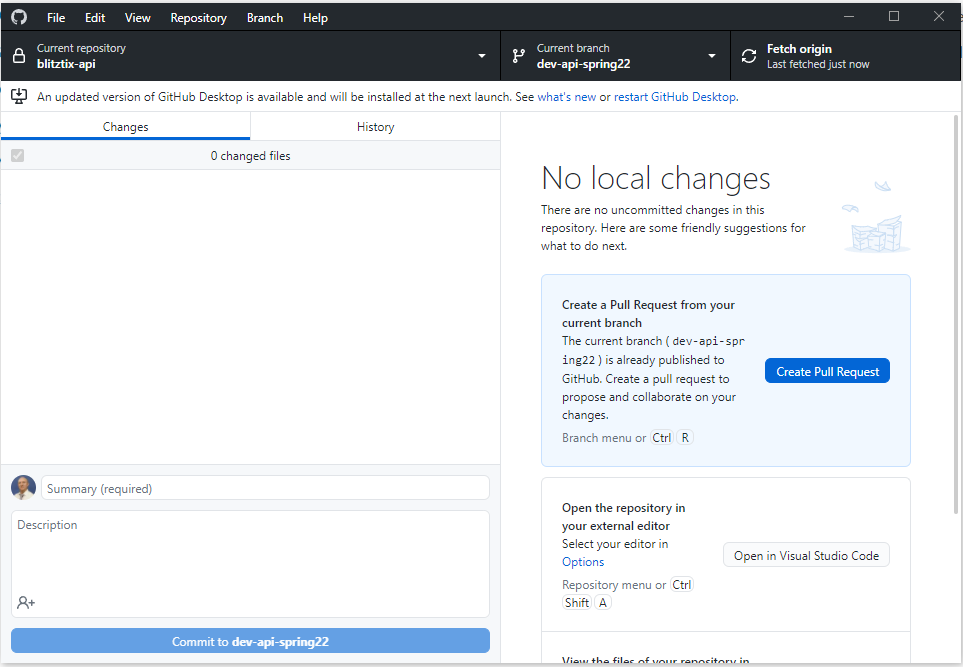 File Edit View Repository Branch Help
Current repository
blitztix-api
Current branch
dev-api-spring22
Fetch origin
Last fetched just now
An updated version of GitHub Desktop is available and will be installed at the next launch. See what's new or restart GitHub Desktop.
Changes
History
0 changed files
Summary (required)
Description
Commit to dev-api-spring22
No local changes
There are no uncommitted changes in this
repository. Here are some friendly suggestions for
what to do next.
Create a Pull Request from your
current branch
The current branch ( dev-api-spr
ing22 ) is already published to
GitHub. Create a pull request to
propose and collaborate on your
changes.
Branch menu or Ctrl R
Create Pull Request
Open the repository in
your external editor
Select your editor in
Options
Repository menu or Ctrl
Shift A
Open in Visual Studio Code
View the files of your repository in